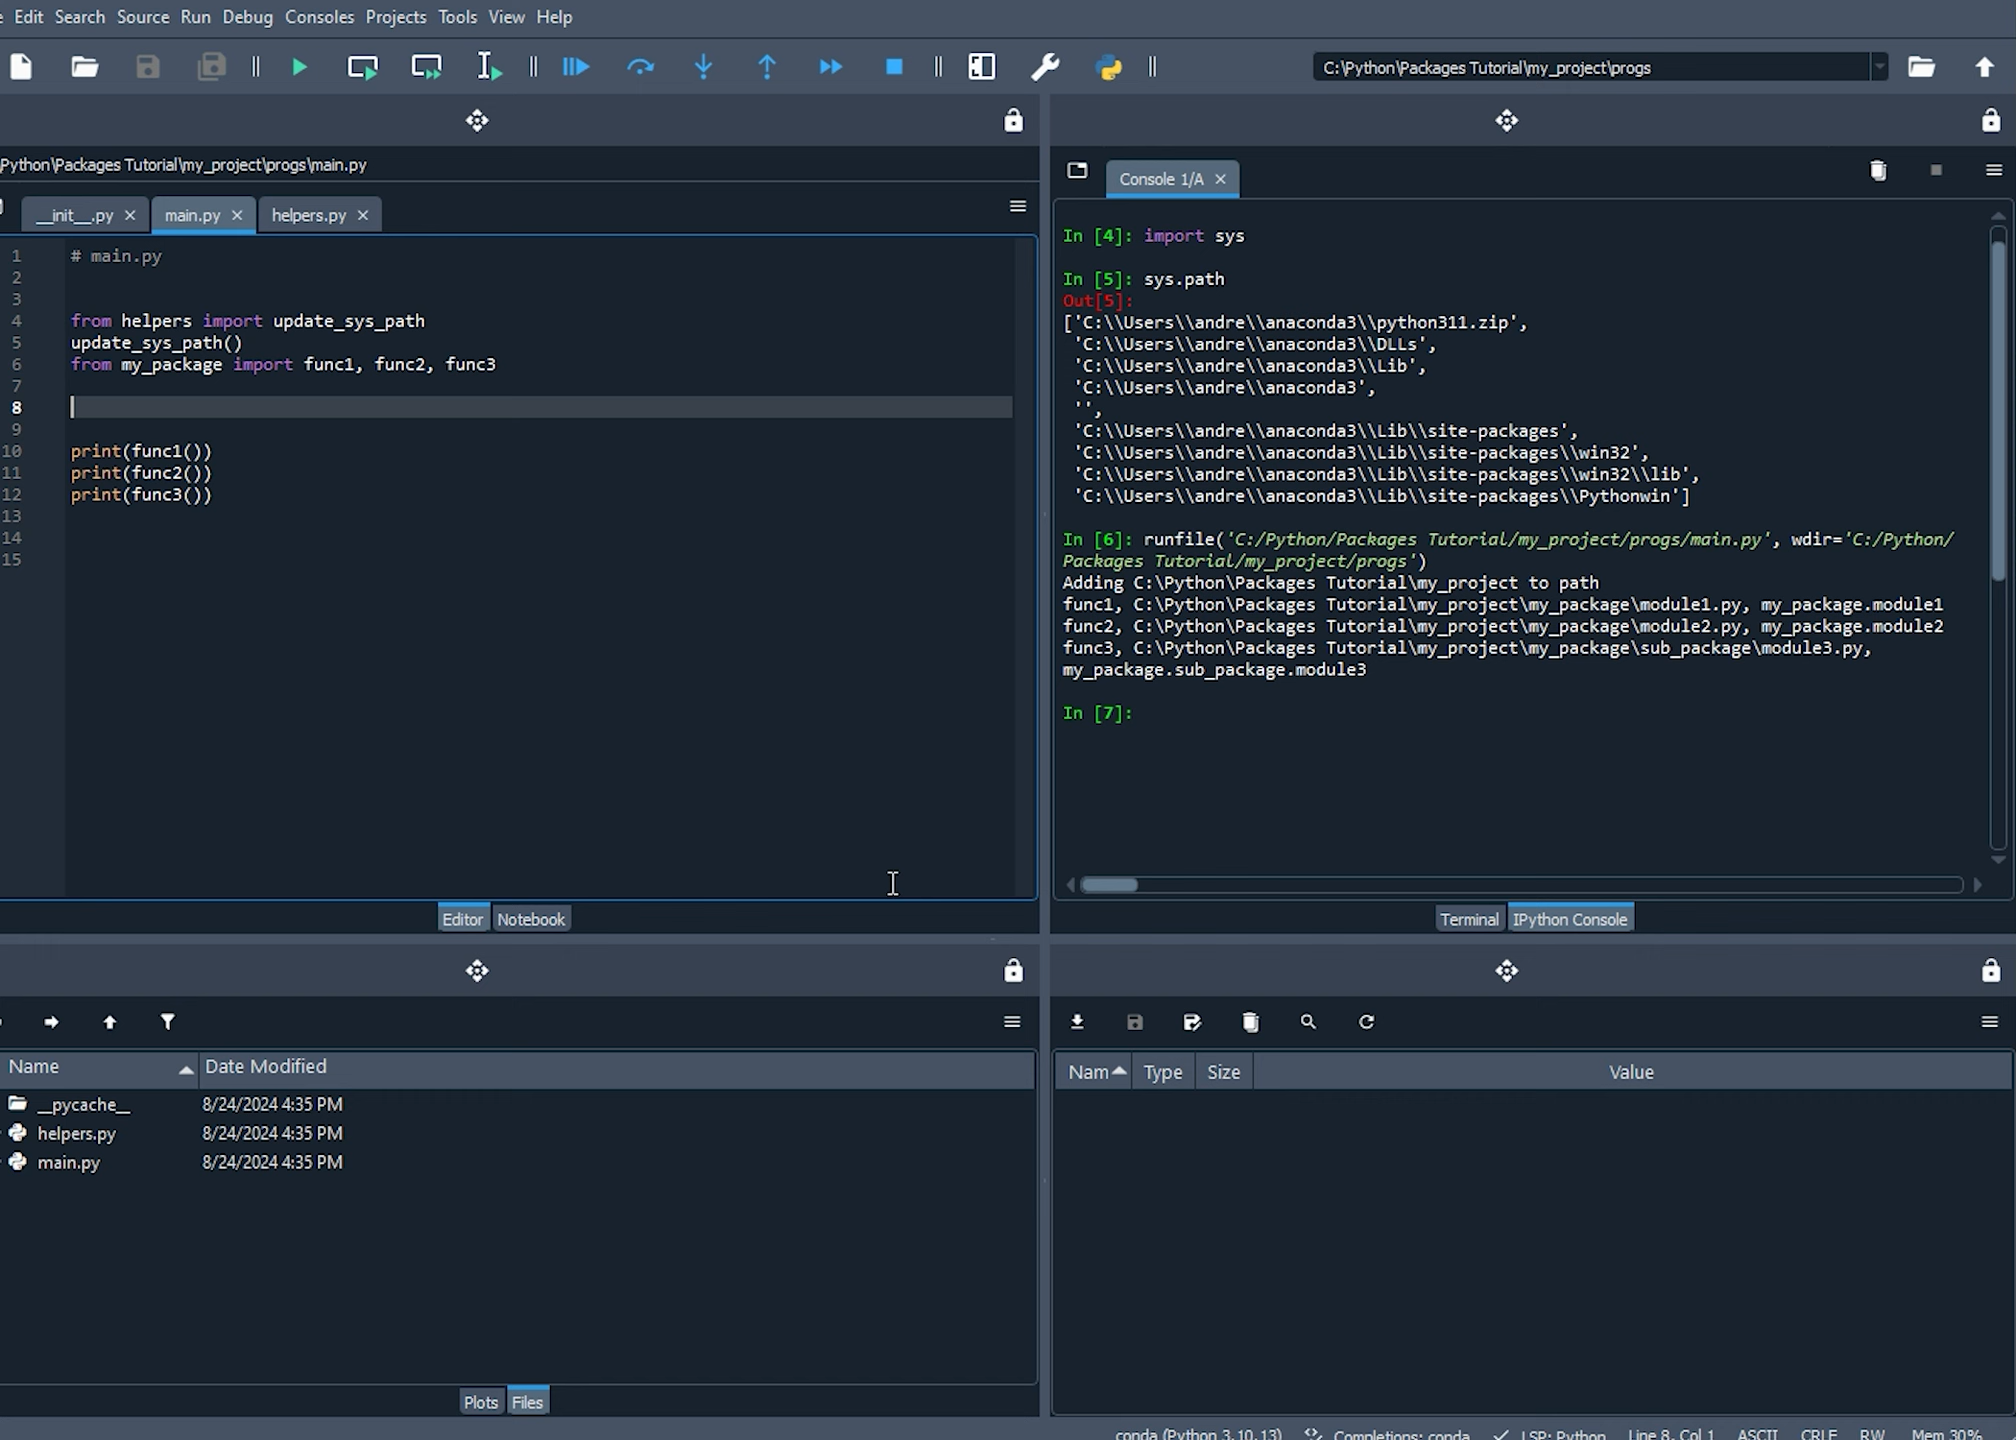 Edit Search Source Run Debug Consoles Projects Tools View Help
C:\Python\Packages Tutorial\my_project\progs
Python\Packages Tutorial\my_project\progs\main.py
__init__.py main.py helpers.py
1 # main.py
2
3
4 from helpers import update_sys_path
5 update_sys_path()
6 from my_package import func1, func2, func3
7
8
9
10 print(func1())
11 print(func2())
12 print(func3())
13
14
15
Editor Notebook
Console 1/A
In [4]: import sys
In [5]: sys.path
Out[5]:
['C:\\Users\\andre\\anaconda3\\python311.zip',
'C:\\Users\\andre\\anaconda3\\DLLs',
'C:\\Users\\andre\\anaconda3\\Lib',
'C:\\Users\\andre\\anaconda3',
'',
'C:\\Users\\andre\\anaconda3\\Lib\\site-packages',
'C:\\Users\\andre\\anaconda3\\Lib\\site-packages\\win32',
'C:\\Users\\andre\\anaconda3\\Lib\\site-packages\\win32\\lib',
'C:\\Users\\andre\\anaconda3\\Lib\\site-packages\\Pythonwin']
In [6]: runfile('C:/Python/Packages Tutorial/my_project/progs/main.py', wdir='C:/Python/
Packages Tutorial/my_project/progs')
Adding C:\Python\Packages Tutorial\my_project to path
func1, C:\Python\Packages Tutorial\my_project\my_package\module1.py, my_package.module1
func2, C:\Python\Packages Tutorial\my_project\my_package\module2.py, my_package.module2
func3, C:\Python\Packages Tutorial\my_project\my_package\sub_package\module3.py,
my_package.sub_package.module3
In [7]:
Terminal IPython Console
Name Date Modified
__pycache__ 8/24/2024 4:35 PM
helpers.py 8/24/2024 4:35 PM
main.py 8/24/2024 4:35 PM
Plots Files
Nam Type Size Value
conda (Python 3.10.13) Completions: conda LSP: Python Line 8, Col 1 ASCII CRLF RW Mem 30%